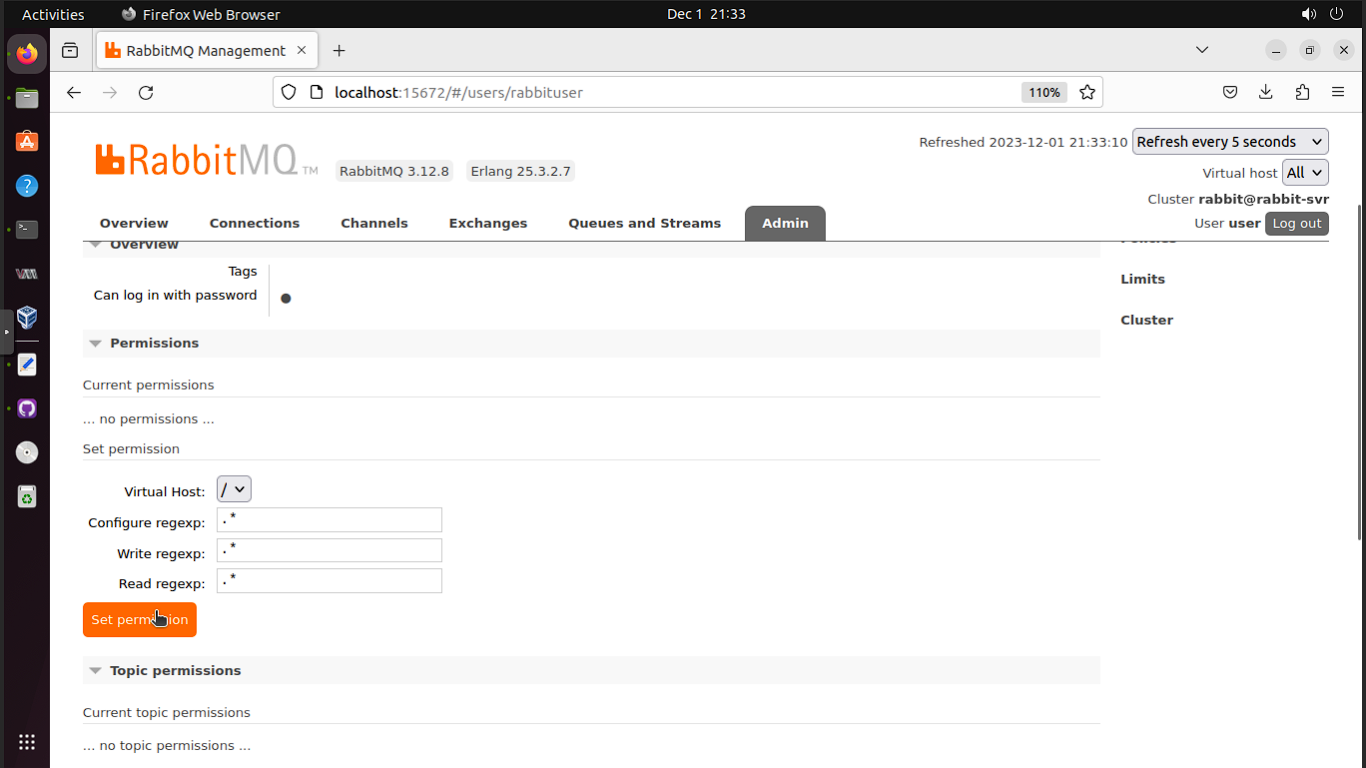 Activities Firefox Web Browser Dec 1 21:33
RabbitMQ Management
localhost:15672/#/users/rabbituser 110%
RabbitMQ TM RabbitMQ 3.12.8 Erlang 25.3.2.7
Refreshed 2023-12-01 21:33:10 Refresh every 5 seconds
Virtual host All
Cluster rabbit@rabbit-svr
User user Log out
Overview Connections Channels Exchanges Queues and Streams Admin
Overview
Tags
Can log in with password
Policies
Limits
Cluster
Permissions
Current permissions
... no permissions ...
Set permission
Virtual Host: /
Configure regexp: .*
Write regexp: .*
Read regexp: .*
Set permission
Topic permissions
Current topic permissions
... no topic permissions ...